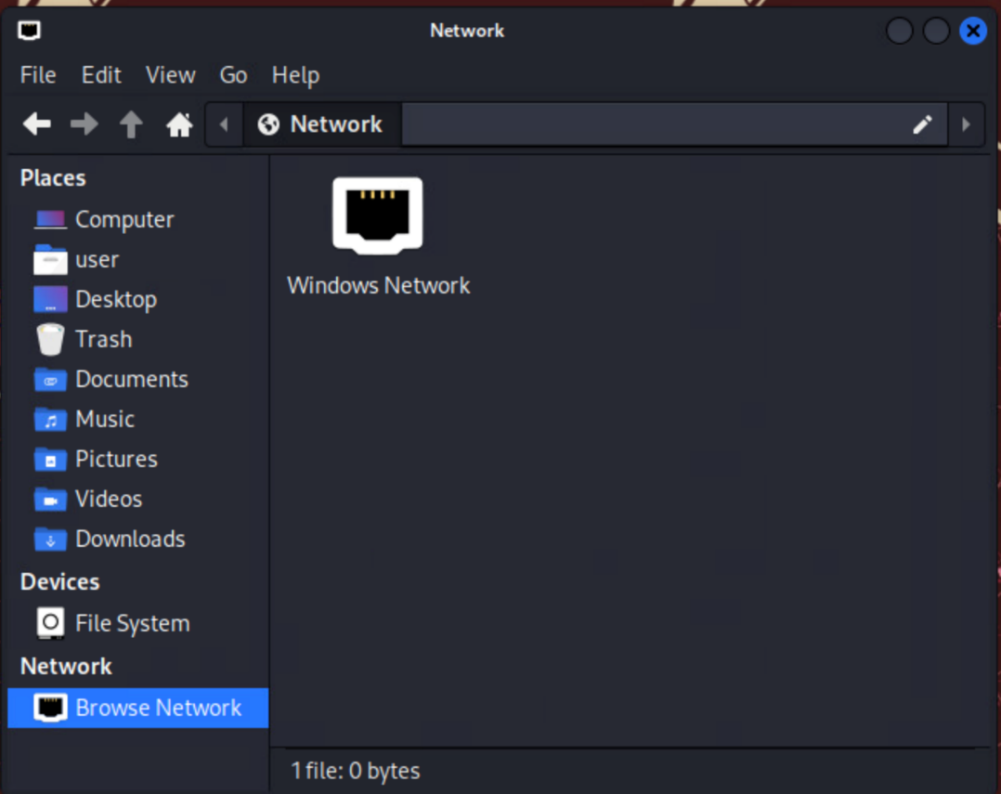 Network
File Edit View Go Help
Network
Places
Computer
user
Desktop
Trash
Documents
Music
Pictures
Videos
Downloads
Devices
File System
Network
Browse Network
Windows Network
1 file: 0 bytes